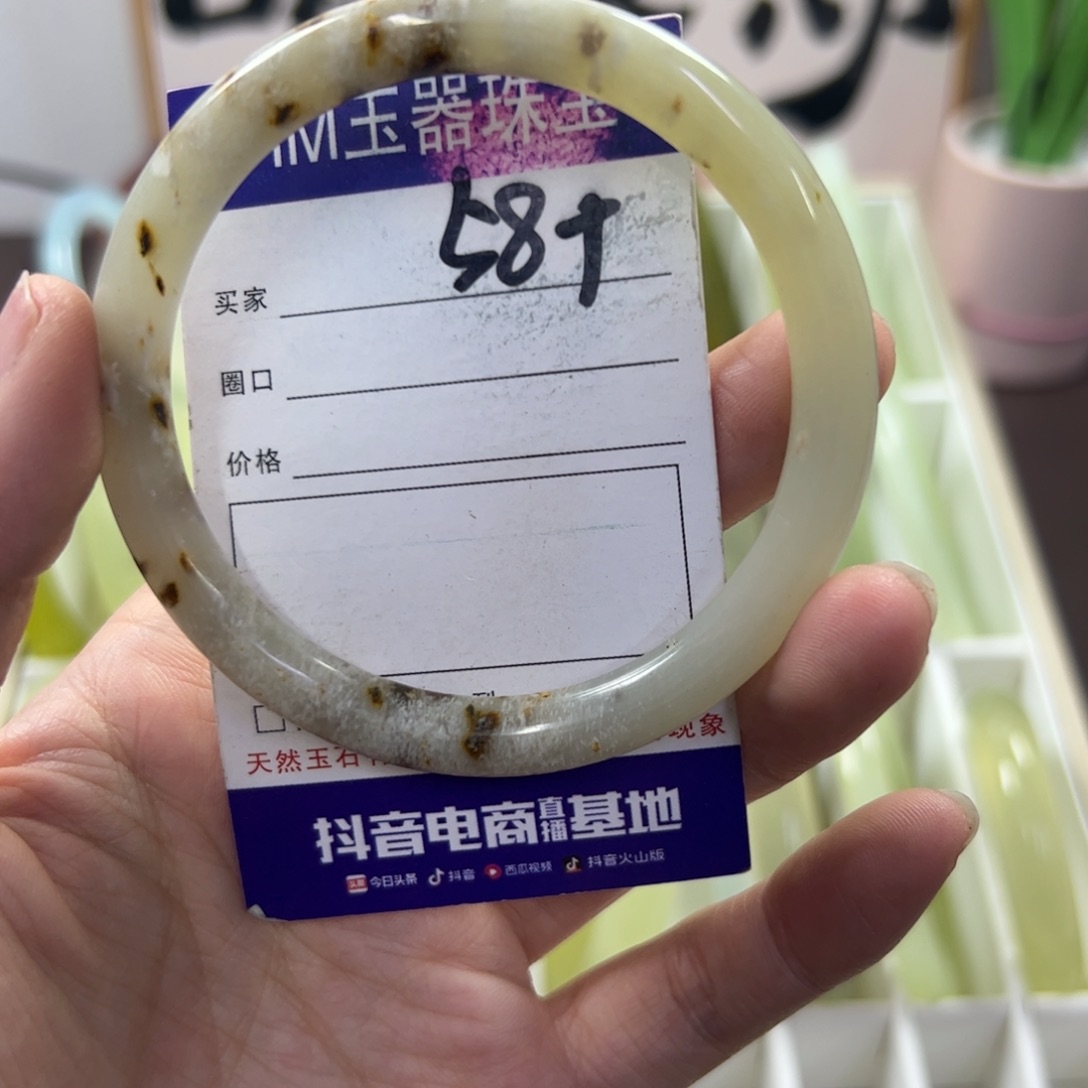 IM玉器珠宝
58+
买家
圈口
价格
天然玉石
现象
抖音电商直播基地
头条 今日头条 抖音 西瓜视频 抖音火山版